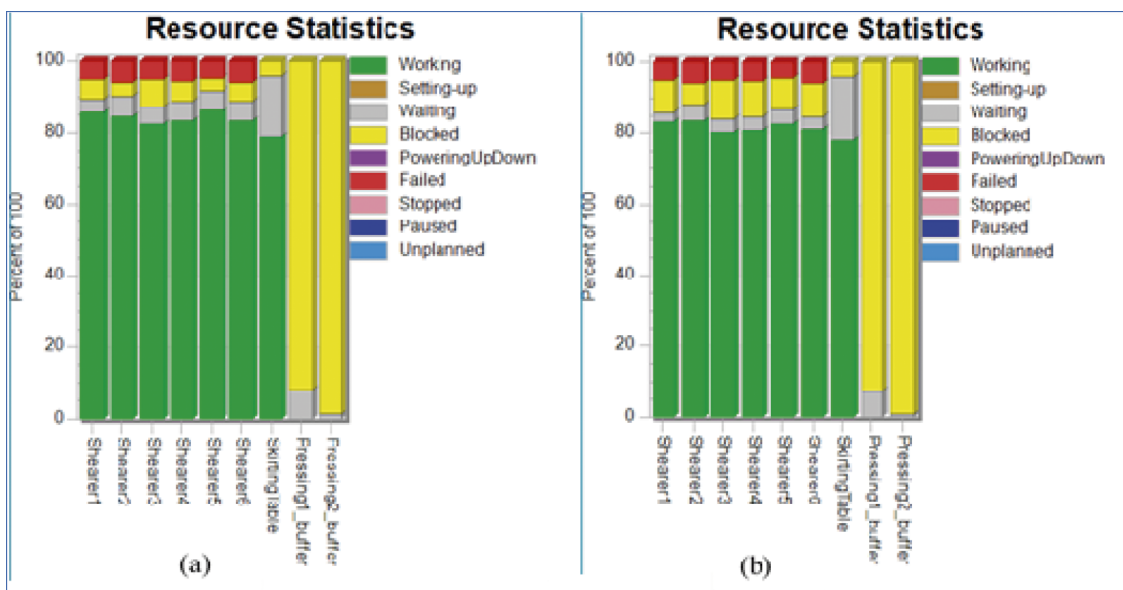 Resource Statistics
100
80
60
40
20
0
Percent of 100
Working
Setting-up
Waiting
Blocked
PoweringUpDown
Failed
Stopped
Paused
Unplanned
Shearer1
Shearer2
Shearer3
Shearer4
Shearer5
Shearer6
SkirtingTable
Pressing1_buffer
Pressing2_buffer
(a)
Resource Statistics
100
80
60
40
20
0
Percent of 100
Working
Setting-up
Waiting
Blocked
PoweringUpDown
Failed
Stopped
Paused
Unplanned
Shearer1
Shearer2
Shearer3
Shearer4
Shearer5
Shearer6
SkirtingTable
Pressing1_buffer
Pressing2_buffer
(b)